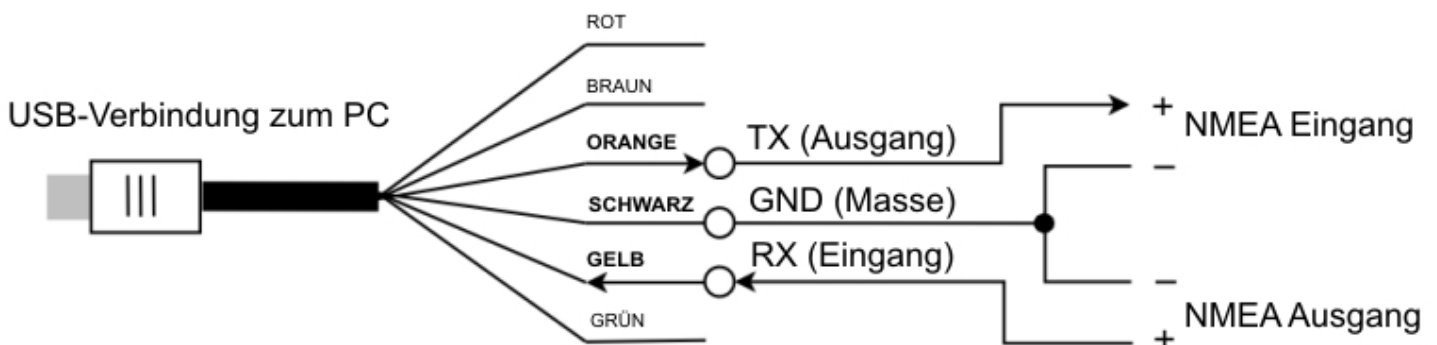 ROT
BRAUN
USB-Verbindung zum PC
ORANGE
TX (Ausgang)
+
NMEA Eingang
−
SCHWARZ
GND (Masse)
GELB
RX (Eingang)
−
NMEA Ausgang
+
GRÜN